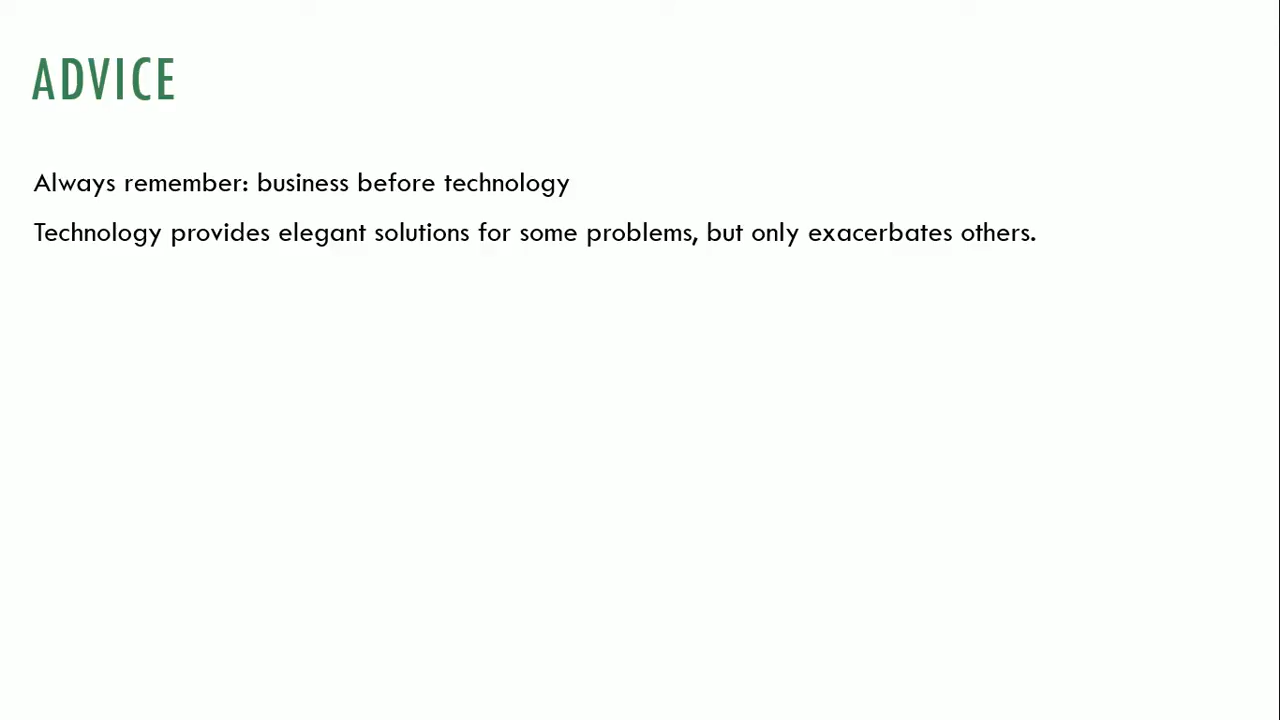 ADVICE
Always remember: business before technology
Technology provides elegant solutions for some problems, but only exacerbates others.